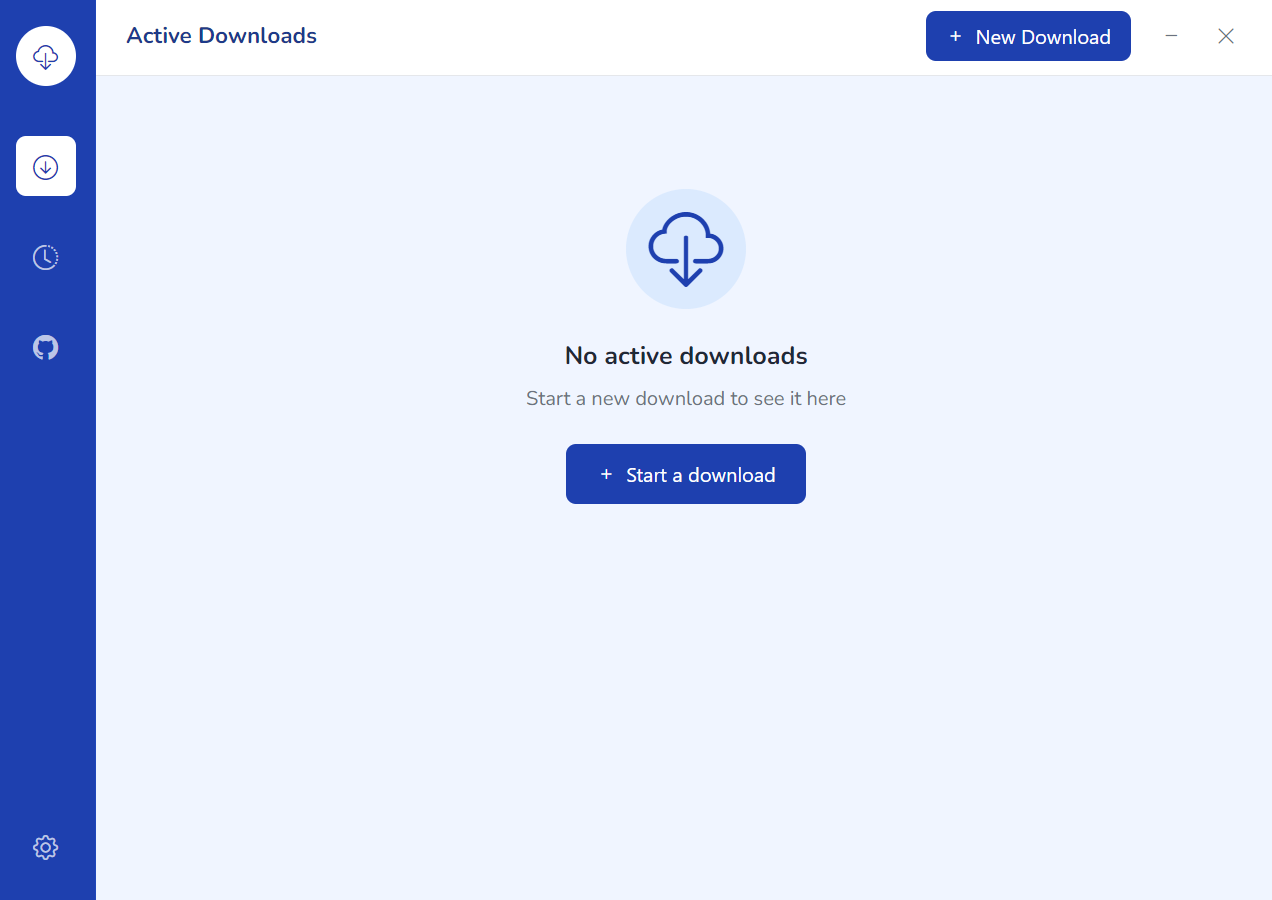 Active Downloads
+ New Download
No active downloads
Start a new download to see it here
+ Start a download